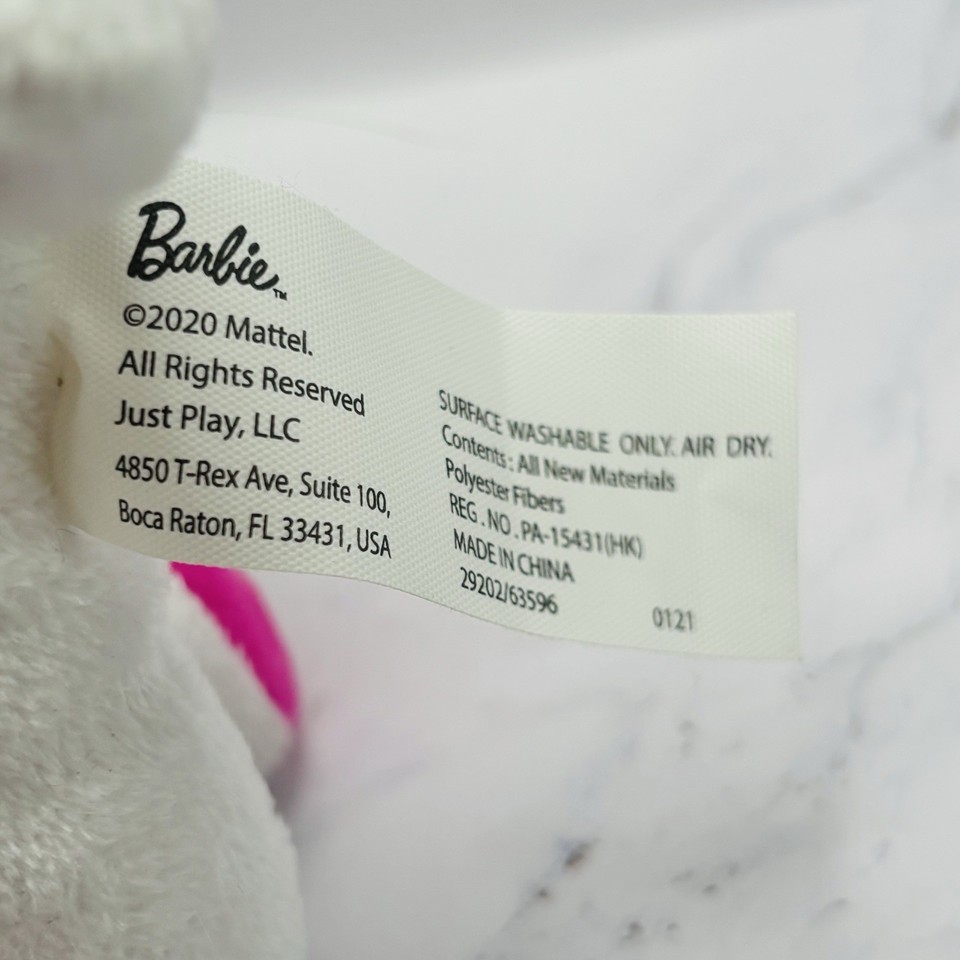 Barbie™
©2020 Mattel.
All Rights Reserved
Just Play, LLC
4850 T-Rex Ave, Suite 100,
Boca Raton, FL 33431, USA
SURFACE WASHABLE ONLY. AIR DRY.
Contents: All New Materials
Polyester Fibers
REG. NO. PA-15431(HK)
MADE IN CHINA
29202/63596 0121